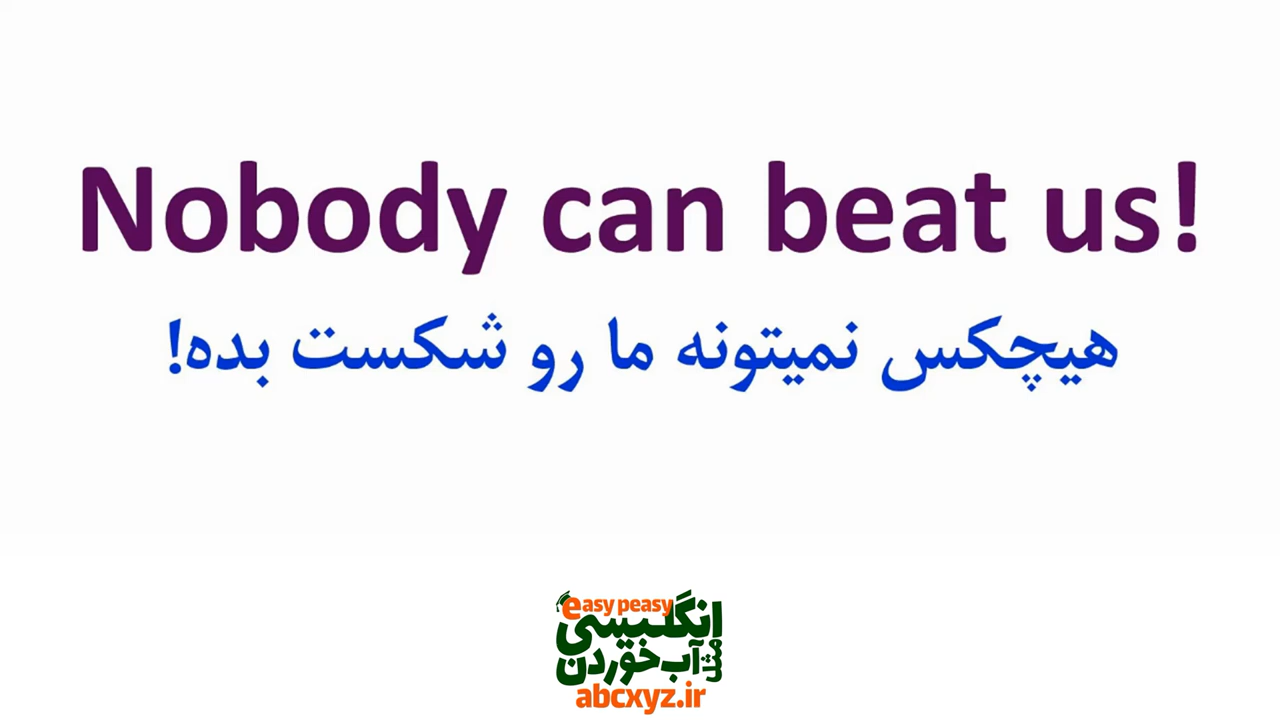 Nobody can beat us!
هیچکس نمیتونه ما رو شکست بده!
easy peasy
انگلیسی
مثل آب خوردن
abcxyz.ir